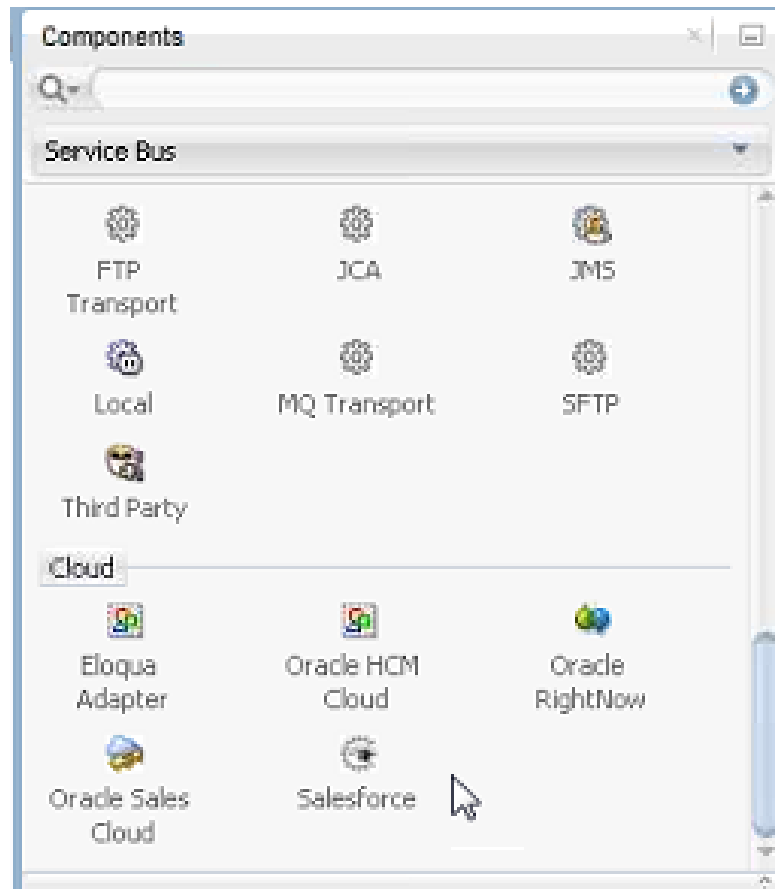 Components
Service Bus
FTP Transport
JCA
JMS
Local
MQ Transport
SFTP
Third Party
Cloud
Eloqua Adapter
Oracle HCM Cloud
Oracle RightNow
Oracle Sales Cloud
Salesforce